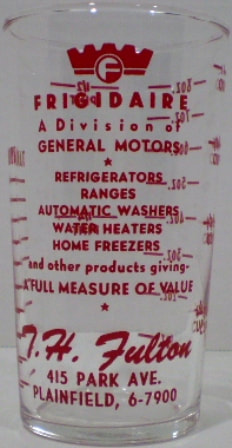 F
FRIGIDAIRE
A Division of
GENERAL MOTORS
★
REFRIGERATORS
RANGES
AUTOMATIC WASHERS
WATER HEATERS
HOME FREEZERS
and other products giving-
A FULL MEASURE OF VALUE
★
T.H. Fulton
415 PARK AVE.
PLAINFIELD, 6-7900